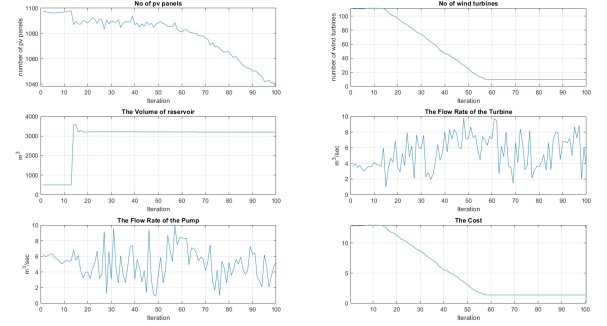 No of pv panels
number of pv panels
1100
1080
1060
1040
0 10 20 30 40 50 60 70 80 90 100
Iteration
No of wind turbines
number of wind turbines
100
80
60
40
20
0
0 10 20 30 40 50 60 70 80 90 100
Iteration
The Volume of reservoir
m³
4000
3000
2000
1000
0
0 10 20 30 40 50 60 70 80 90 100
Iteration
The Flow Rate of the Turbine
m³/sec
10
8
6
4
2
0
0 10 20 30 40 50 60 70 80 90 100
Iteration
The Flow Rate of the Pump
m³/sec
10
8
6
4
2
0
0 10 20 30 40 50 60 70 80 90 100
Iteration
The Cost
10
5
0
0 10 20 30 40 50 60 70 80 90 100
Iteration